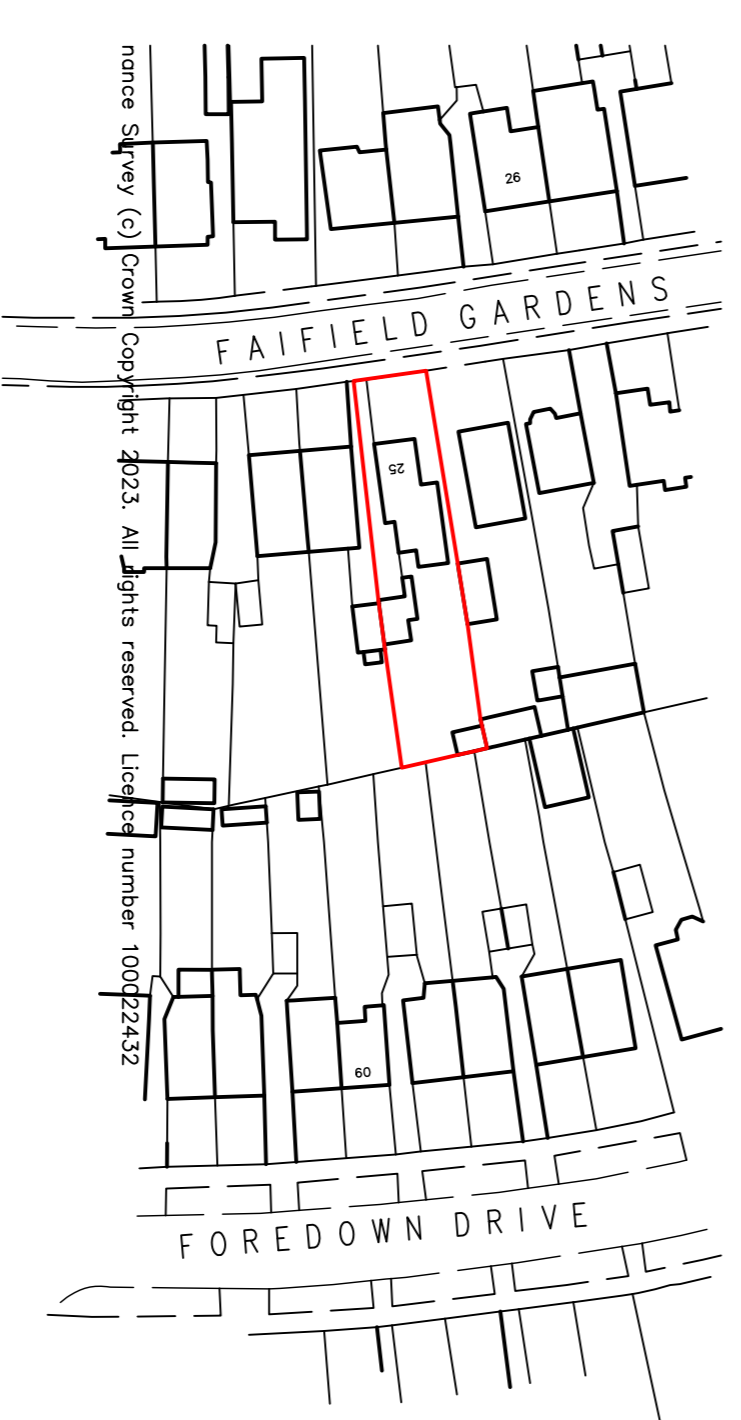 nance Survey (c) Crown Copyright 2023. All rights reserved. Licence number 100022432
26
FAIFIELD GARDENS
25
60
FOREDOWN DRIVE